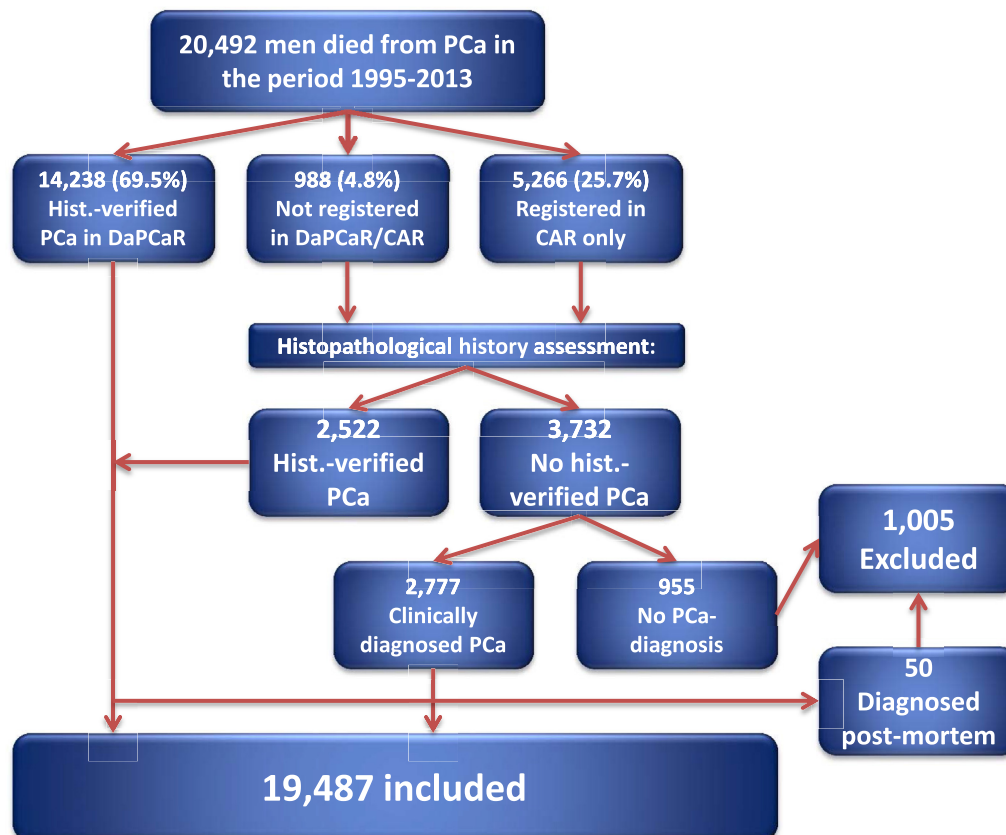 20,492 men died from PCa in
the period 1995-2013
14,238 (69.5%)
Hist.-verified
PCa in DaPCaR
988 (4.8%)
Not registered
in DaPCaR/CAR
5,266 (25.7%)
Registered in
CAR only
Histopathological history assessment:
2,522
Hist.-verified
PCa
3,732
No hist.-
verified PCa
1,005
Excluded
2,777
Clinically
diagnosed PCa
955
No PCa-
diagnosis
50
Diagnosed
post-mortem
19,487 included